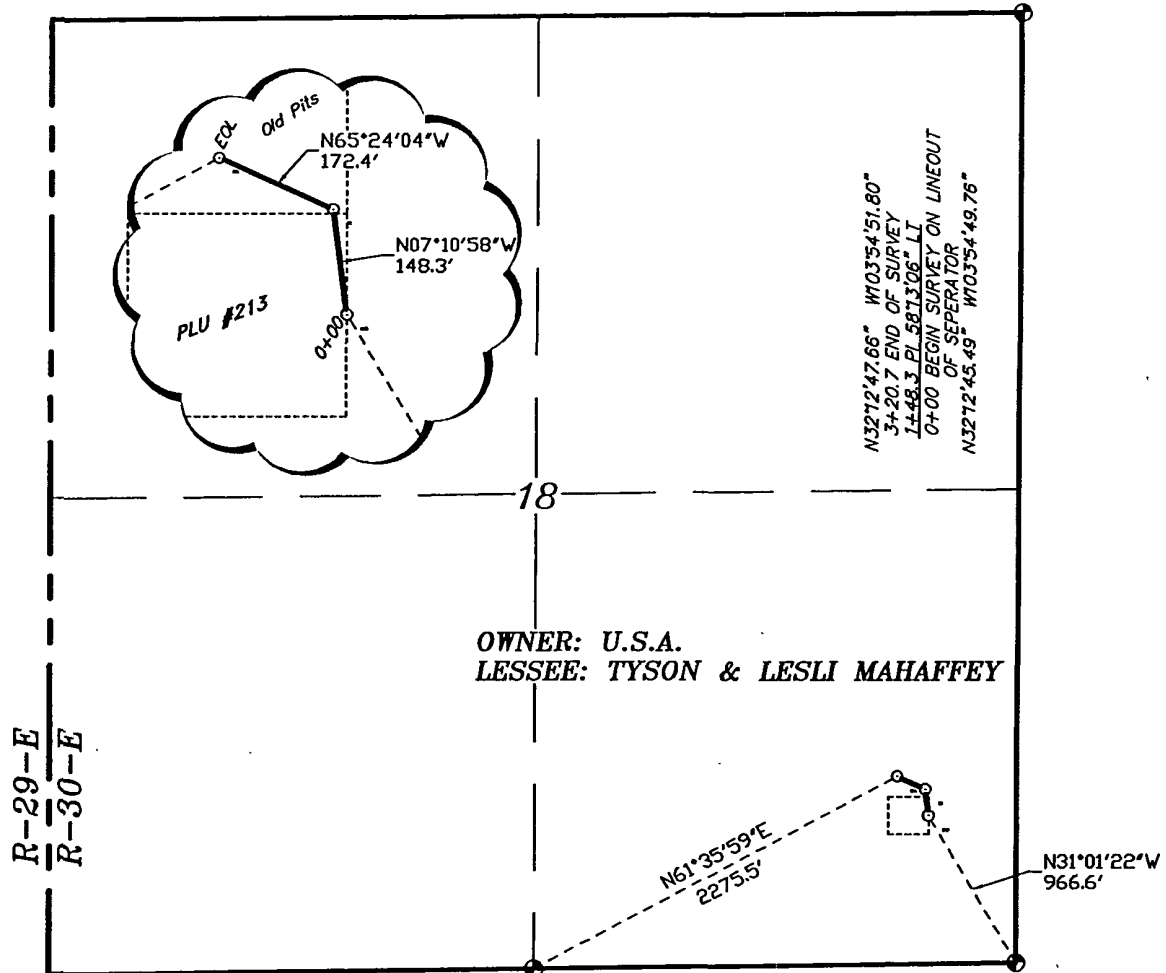 EOL
Old Pits
N65°24'04"W
172.4'
N07°10'58"W
148.3'
PLU #213
0+00
N32°12'47.66" W103°54'51.80"
3+20.7 END OF SURVEY
1+48.3 PI 58°13'06" LT
0+00 BEGIN SURVEY ON LINEOUT
OF SEPERATOR
N32°12'45.49" W103°54'49.76"
18
OWNER: U.S.A.
LESSEE: TYSON & LESLI MAHAFFEY
R-29-E
R-30-E
N61°35'59"E
2275.5'
N31°01'22"W
966.6'